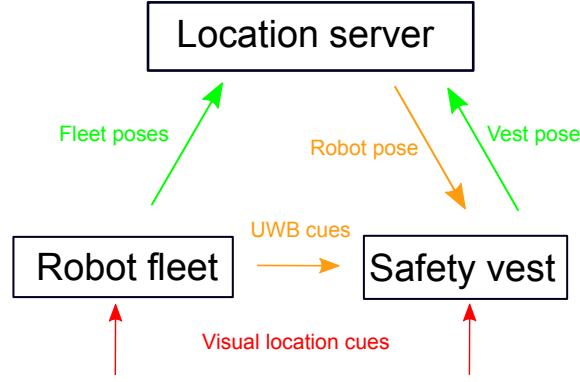 Location server
Fleet poses
Vest pose
Robot pose
UWB cues
Robot fleet
Safety vest
Visual location cues